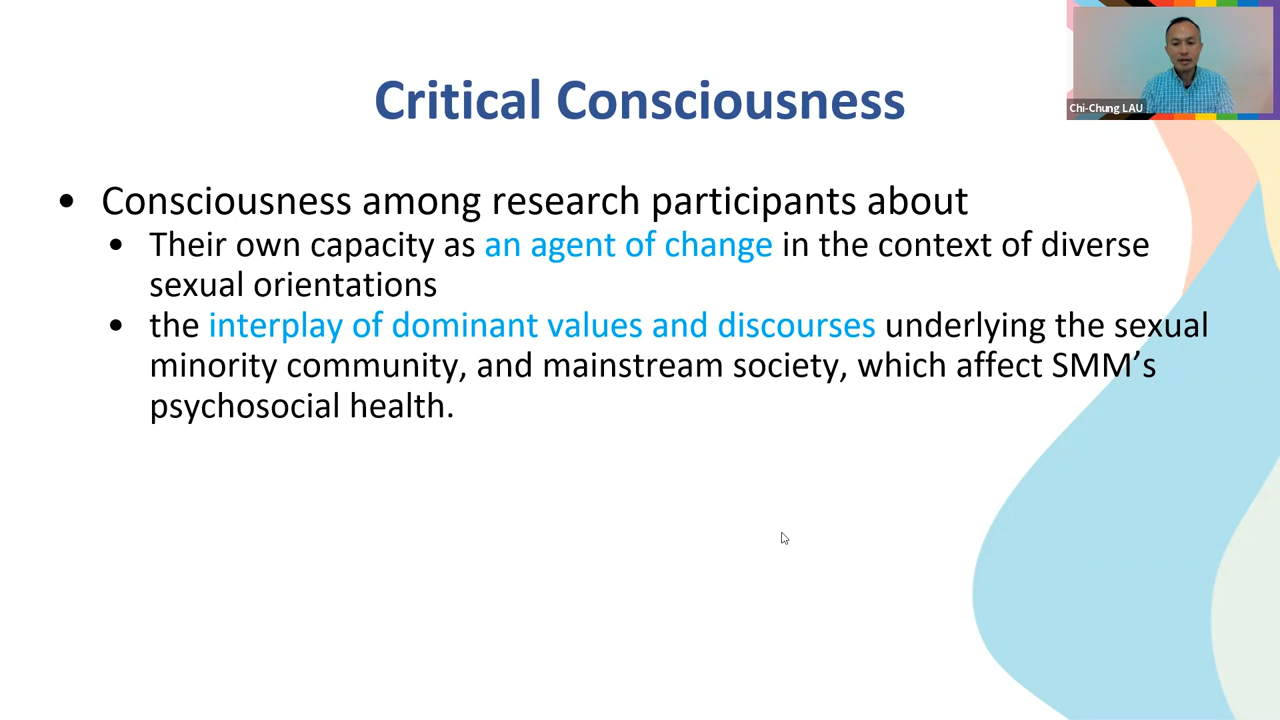 Chi-Chung LAU
Critical Consciousness
• Consciousness among research participants about
• Their own capacity as an agent of change in the context of diverse
sexual orientations
• the interplay of dominant values and discourses underlying the sexual
minority community, and mainstream society, which affect SMM’s
psychosocial health.